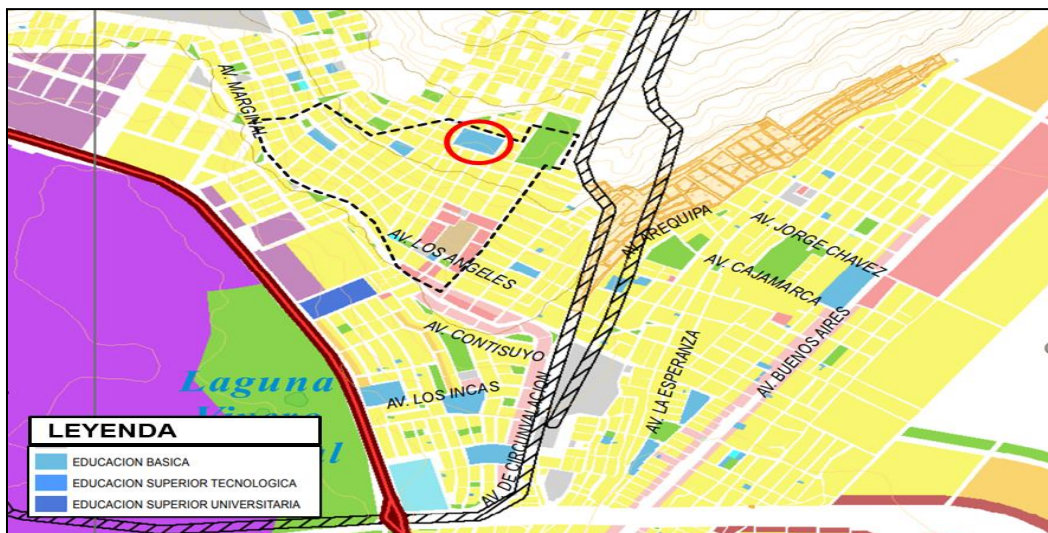 AV. MARGINAL
AV. LOS ANGELES
AV. AREQUIPA
AV. JORGE CHAVEZ
AV. CAJAMARCA
AV. CONTISUYO
AV. LOS INCAS
AV. DE CIRCUNVALACION
AV. LA ESPERANZA
AV. BUENOS AIRES
Laguna
LEYENDA
EDUCACION BASICA
EDUCACION SUPERIOR TECNOLOGICA
EDUCACION SUPERIOR UNIVERSITARIA